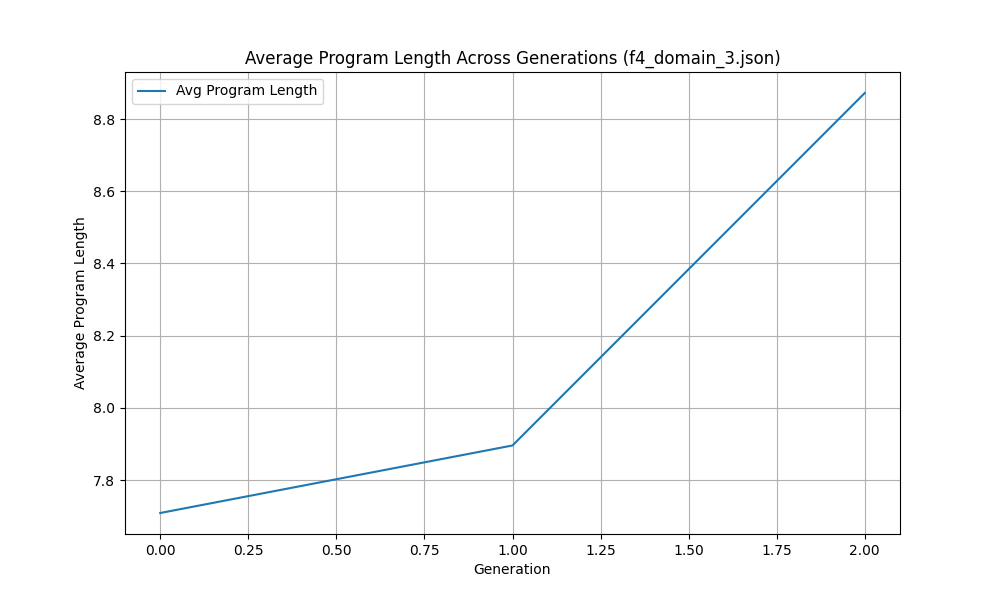 Average Program Length Across Generations (f4_domain_3.json)
Avg Program Length
8.8
8.6
8.4
8.2
8.0
7.8
Average Program Length
0.00 0.25 0.50 0.75 1.00 1.25 1.50 1.75 2.00
Generation